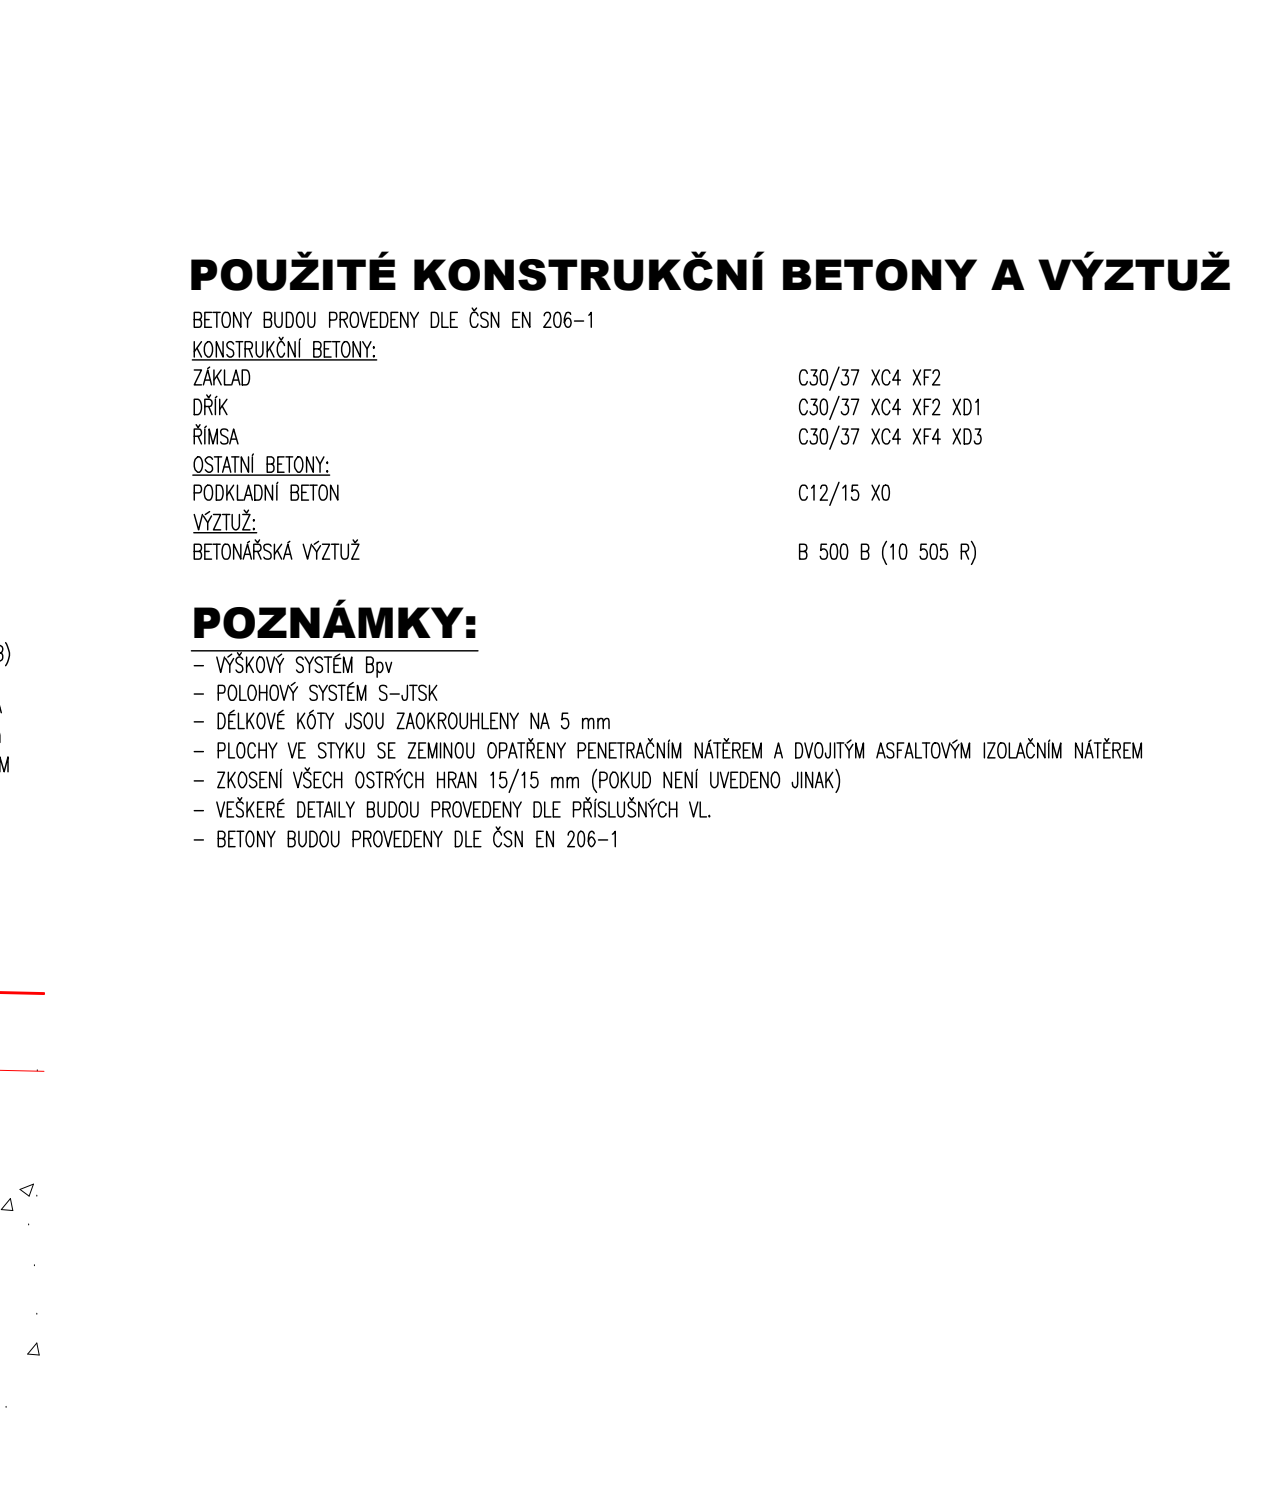 POUŽITÉ KONSTRUKČNÍ BETONY A VÝZTUŽ
BETONY BUDOU PROVEDENY DLE ČSN EN 206-1
KONSTRUKČNÍ BETONY:
ZÁKLAD C30/37 XC4 XF2
DŘÍK C30/37 XC4 XF2 XD1
ŘÍMSA C30/37 XC4 XF4 XD3
OSTATNÍ BETONY:
PODKLADNÍ BETON C12/15 X0
VÝZTUŽ:
BETONÁŘSKÁ VÝZTUŽ B 500 B (10 505 R)
POZNÁMKY:
- VÝŠKOVÝ SYSTÉM Bpv
- POLOHOVÝ SYSTÉM S-JTSK
- DÉLKOVÉ KÓTY JSOU ZAOKROUHLENY NA 5 mm
- PLOCHY VE STYKU SE ZEMINOU OPATŘENY PENETRAČNÍM NÁTĚREM A DVOJITÝM ASFALTOVÝM IZOLAČNÍM NÁTĚREM
- ZKOSENÍ VŠECH OSTRÝCH HRAN 15/15 mm (POKUD NENÍ UVEDENO JINAK)
- VEŠKERÉ DETAILY BUDOU PROVEDENY DLE PŘÍSLUŠNÝCH VL.
- BETONY BUDOU PROVEDENY DLE ČSN EN 206-1